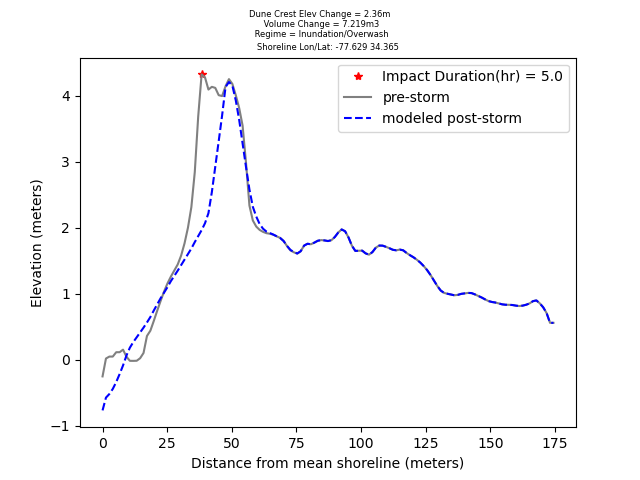 Dune Crest Elev Change = 2.36m
Volume Change = 7.219m3
Regime = Inundation/Overwash
Shoreline Lon/Lat: -77.629 34.365
Impact Duration(hr) = 5.0
pre-storm
modeled post-storm
Elevation (meters)
4
3
2
1
0
−1
0 25 50 75 100 125 150 175
Distance from mean shoreline (meters)